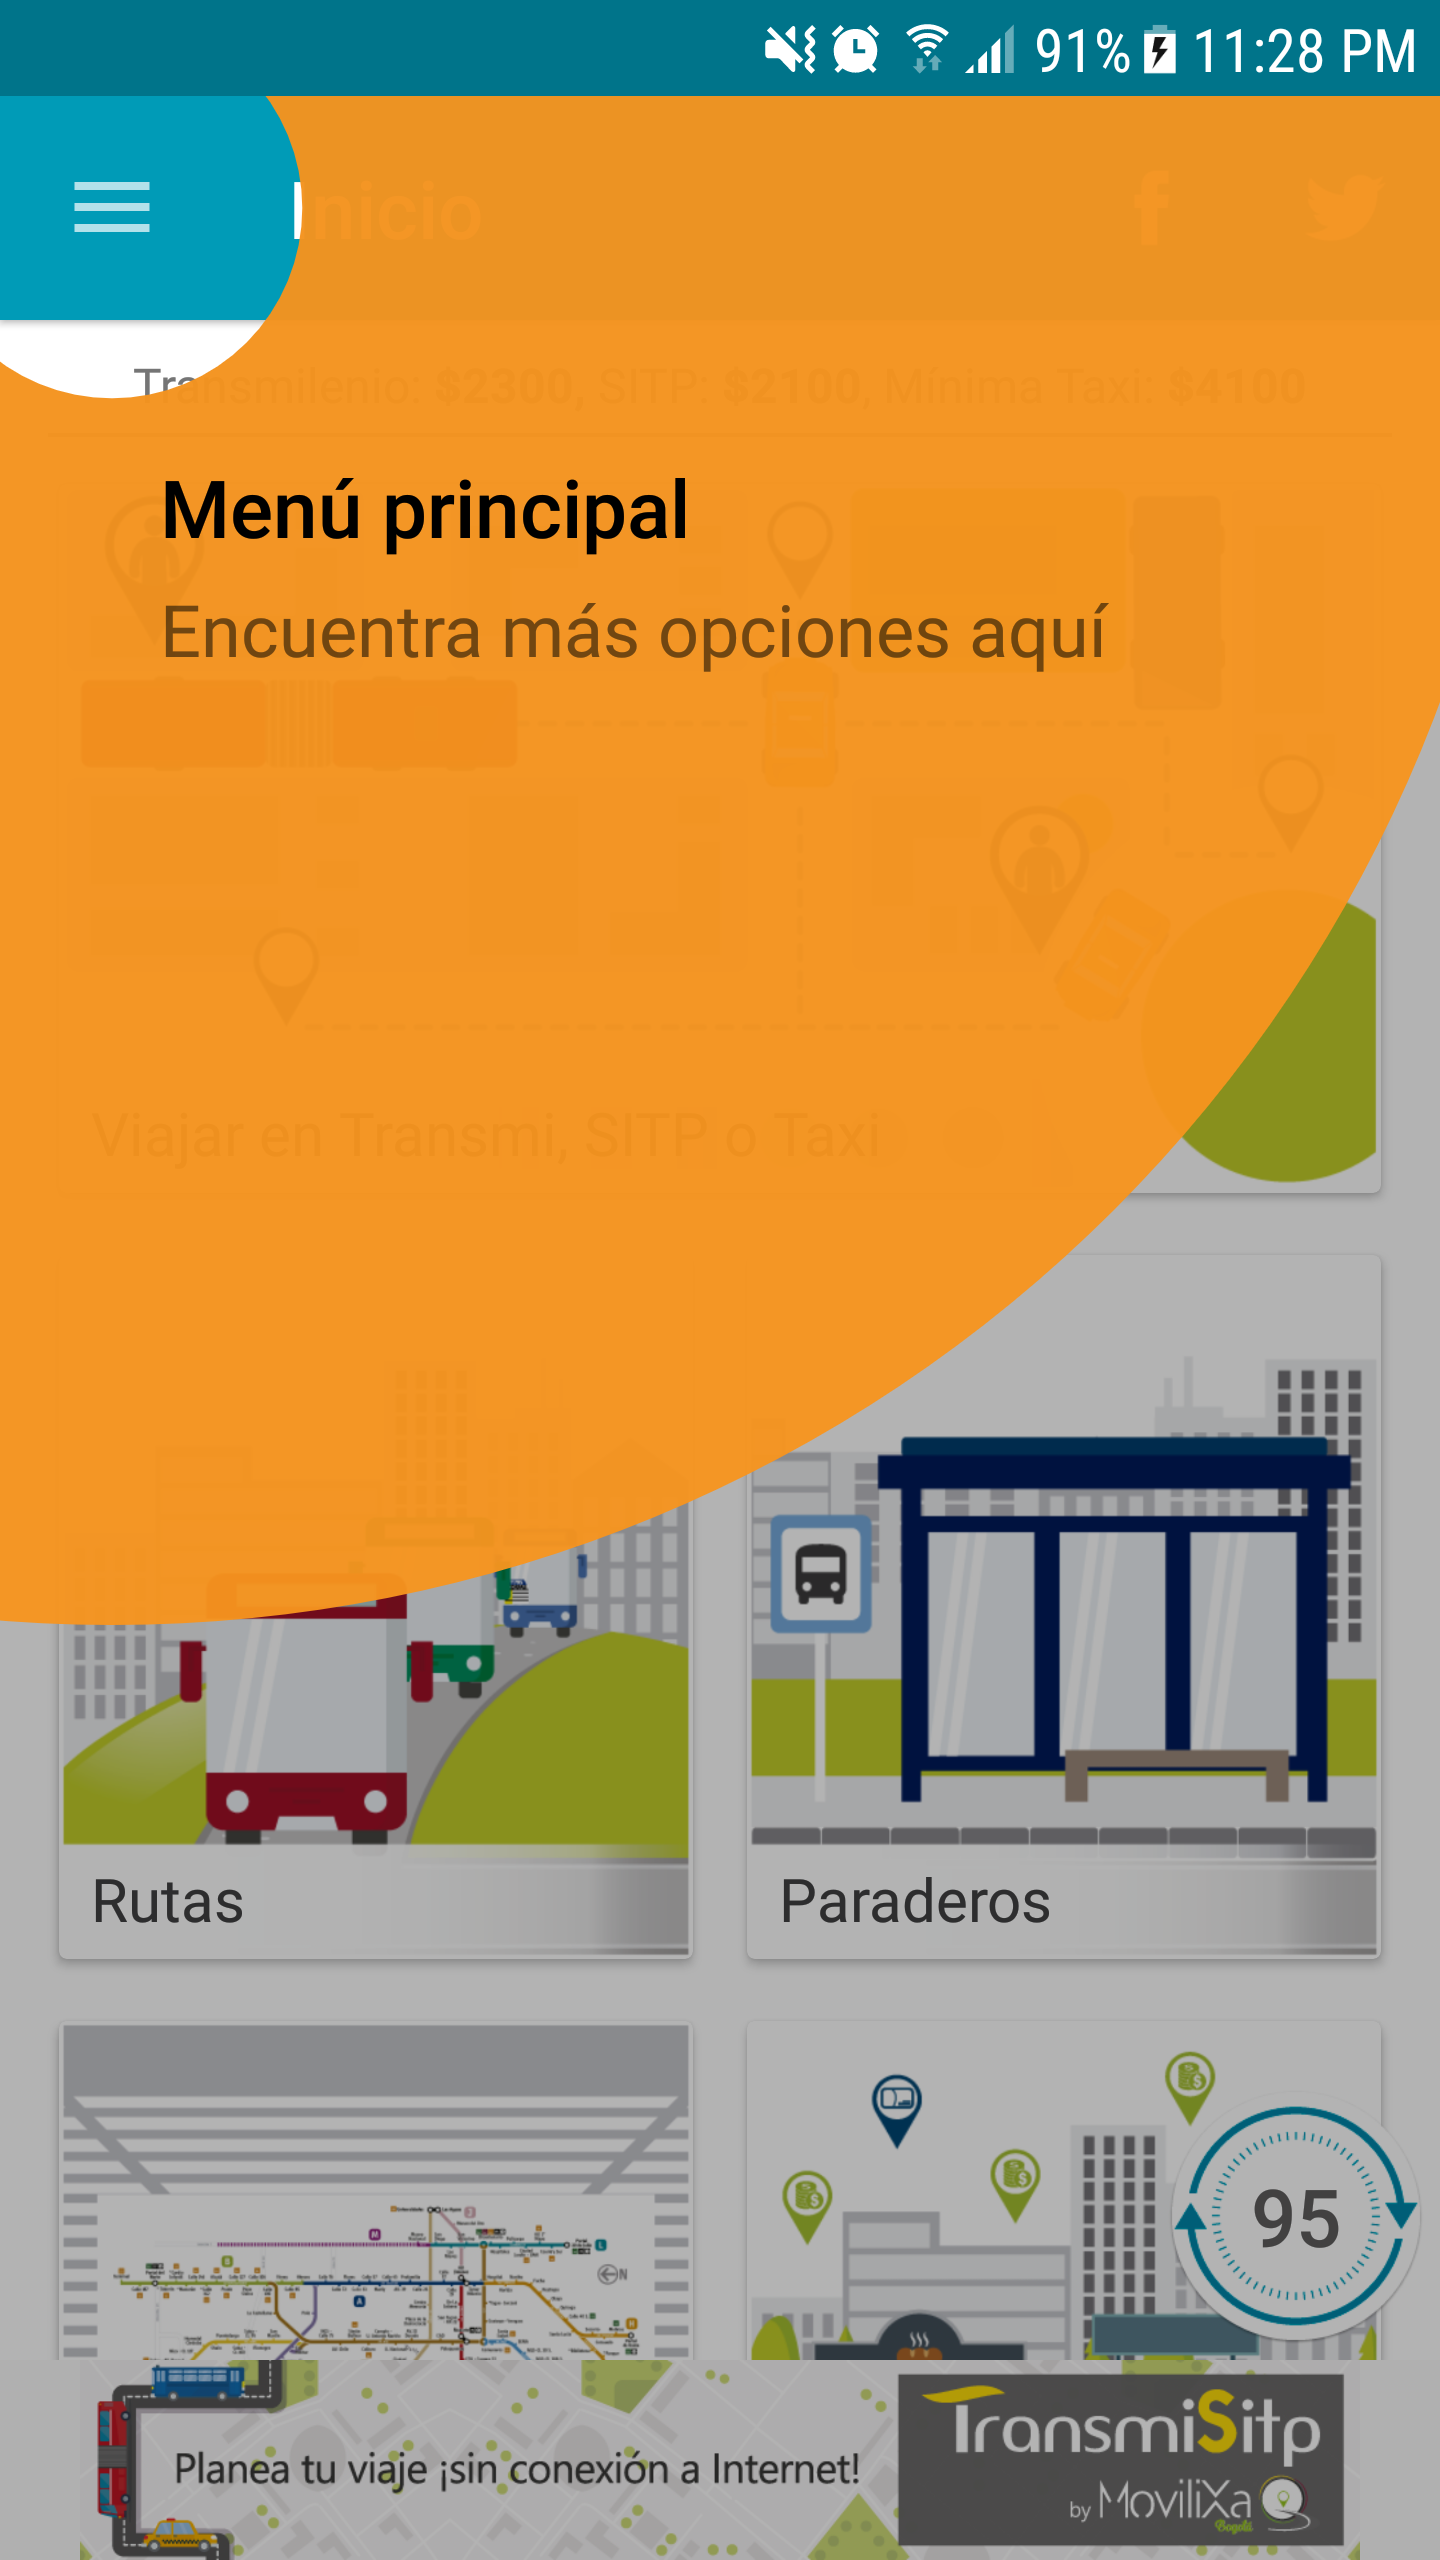 91% 11:28 PM
Inicio
Transmilenio: $2300, SITP: $2100, Mínima Taxi: $4100
Menú principal
Encuentra más opciones aquí
Viajar en Transmi, SITP o Taxi
Rutas
Paraderos
95
Planea tu viaje ¡sin conexión a Internet!
TransmiSitp
by MoviliXa
Bogotá